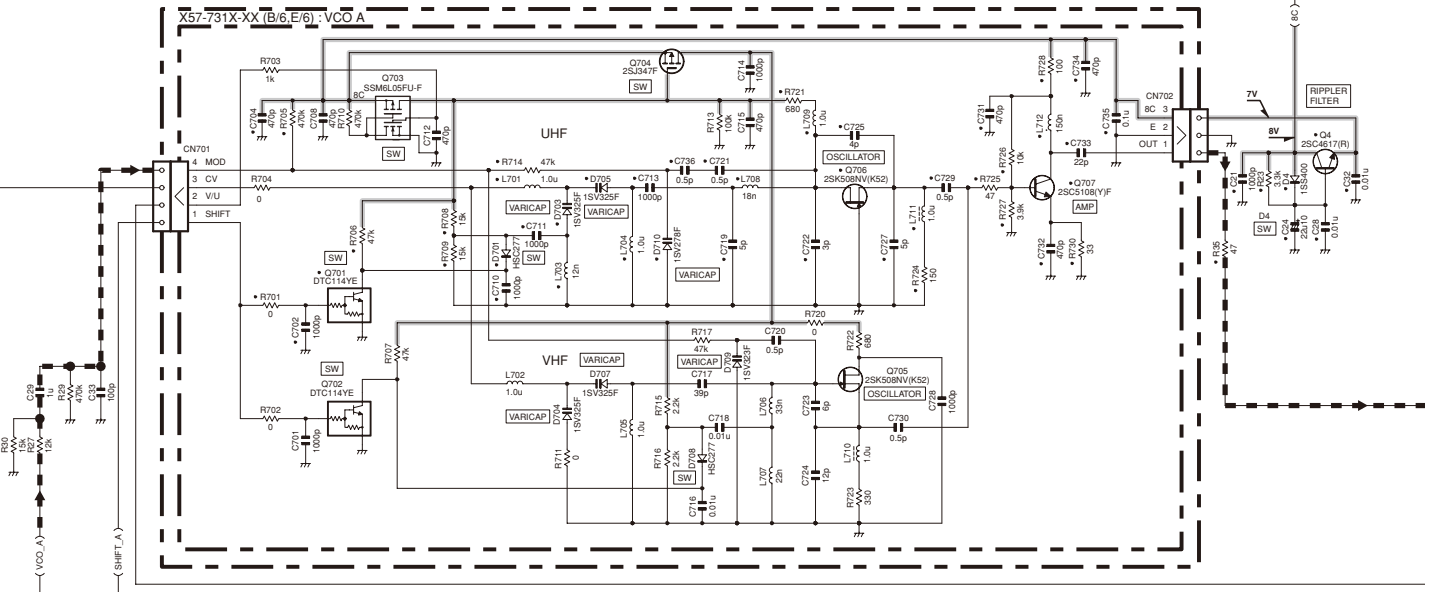 X57-731X-XX (B/6,E/6) : VCO A
8C
R703
1k
Q703
SSM6L05FU-F
8C
SW
C704
470p
R705
470k
C708
470p
R710
470k
C712
470p
Q704
2SJ347F
SW
C714
1000p
R721
680
R713
100k
C715
470p
L709
1.0u
C725
4p
OSCILLATOR
Q706
2SK508NV(K52)
R728
100
C734
470p
C731
470p
L712
150n
C735
0.1u
C733
22p
R726
10k
R727
3.9k
Q707
2SC5108(Y)F
AMP
C732
470p
R730
33
CN702
8C 3
E 2
OUT 1
7V
8V
RIPPLER
FILTER
Q4
2SC4617(R)
C21
1000p
R23
3.3k
D4
1SS400
C32
0.01u
D4
SW
C24
22u10
C28
0.01u
R35
47
CN701
4 MOD
3 CV
2 V/U
1 SHIFT
R704
0
UHF
R714
47k
L701
1.0u
VARICAP
D703
1SV325F
D705
1SV325F
VARICAP
C713
1000p
C736
0.5p
C721
0.5p
L708
18n
R708
15k
R709
15k
C711
1000p
SW
D701
HSC277
C710
1000p
L703
12n
L704
1.0u
D710
1SV278F
VARICAP
C719
5p
C722
3p
C727
5p
L711
1.0u
R724
150
C729
0.5p
R725
47
R706
47k
SW
Q701
DTC114YE
R701
0
C702
1000p
R707
47k
SW
Q702
DTC114YE
R702
0
C701
1000p
VHF
R720
0
R722
680
R717
47k
C720
0.5p
VARICAP
D709
1SV323F
L702
1.0u
VARICAP
D707
1SV325F
VARICAP
D704
1SV325F
R711
0
L705
1.0u
C717
39p
R715
2.2k
R716
2.2k
C718
0.01u
D708
HSC277
SW
C716
0.01u
L706
33n
L707
22n
C723
6p
C724
12p
Q705
2SK508NV(K52)
OSCILLATOR
C728
1000p
C730
0.5p
L710
1.0u
R723
330
C29
1u
R29
470k
C33
100p
R30
15k
R27
12k
VCO_A
SHIFT_A